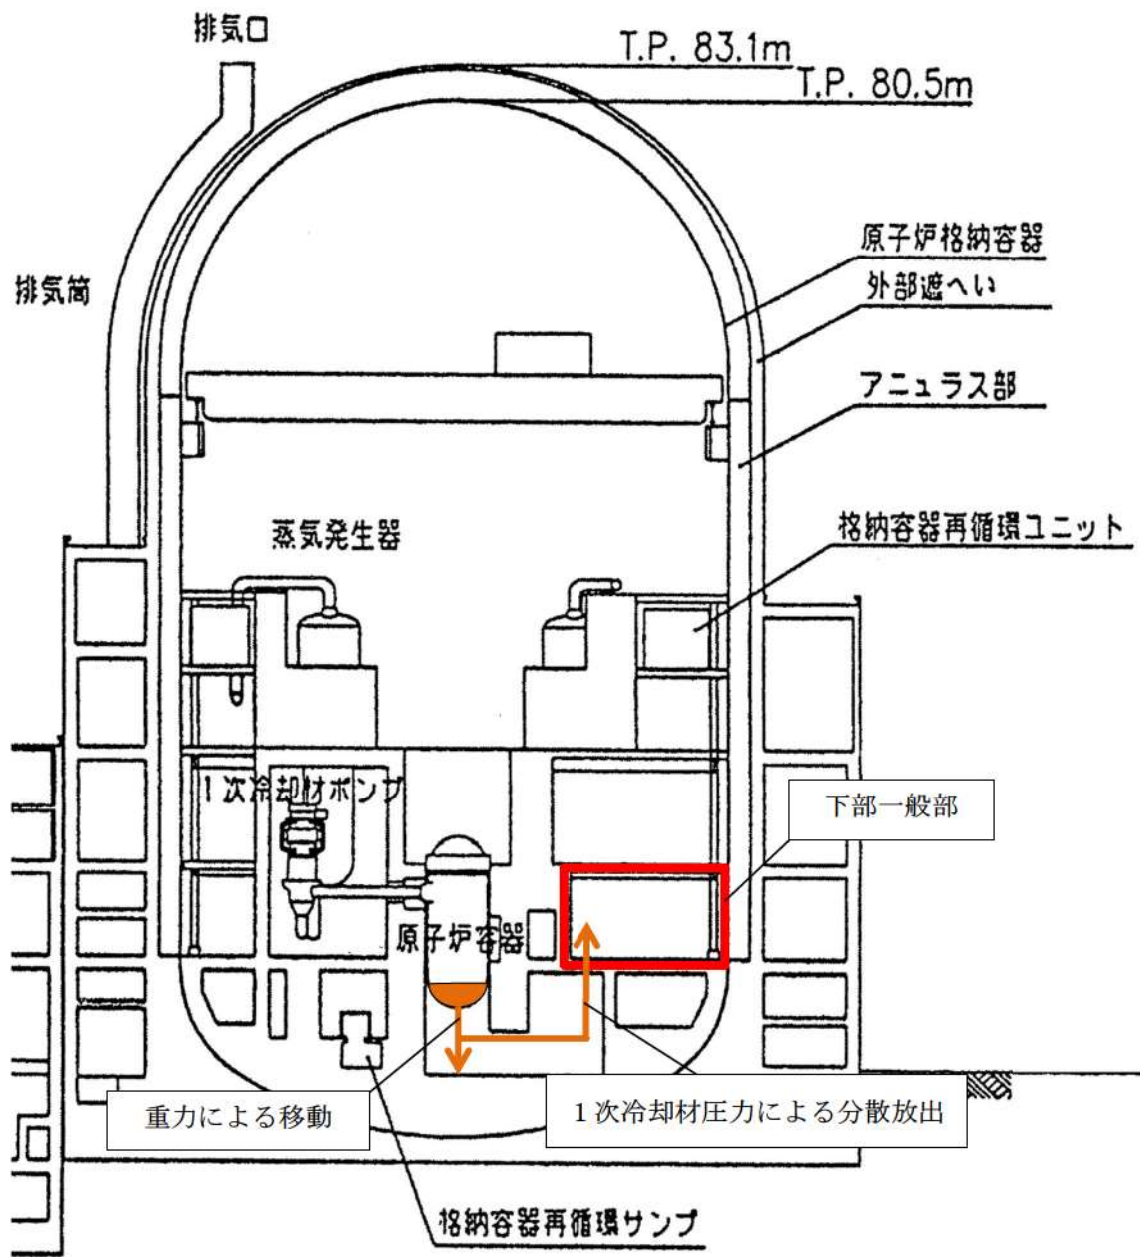 排気口
T.P. 83.1m
T.P. 80.5m
原子炉格納容器
排気筒
外部遮へい
アニュラス部
格納容器再循環ユニット
蒸気発生器
1次冷却材ポンプ
下部一般部
原子炉容器
重力による移動
1次冷却材圧力による分散放出
格納容器再循環サンプ